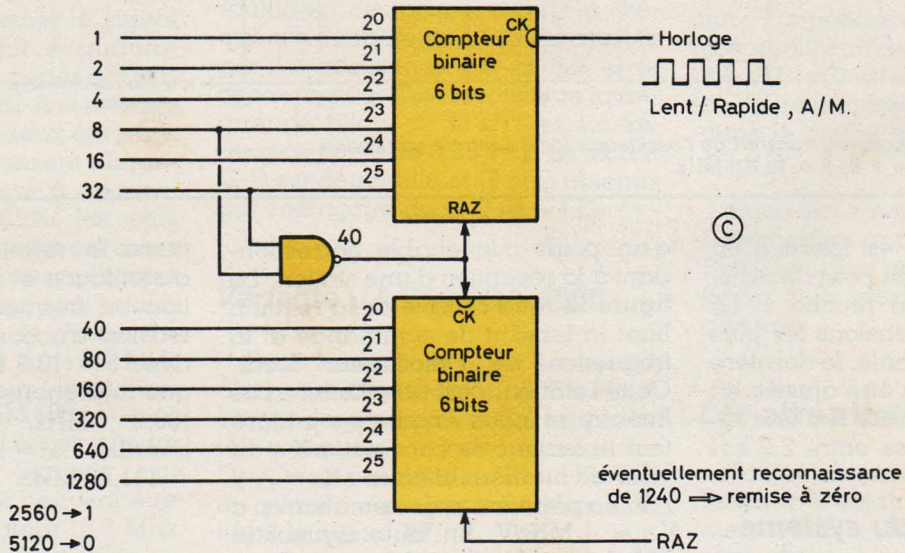 1
2
4
8
16
32
2⁰
2¹
2²
2³
2⁴
2⁵
CK
Compteur
binaire
6 bits
RAZ
Horloge
Lent / Rapide, A/M.
C
40
40
80
160
320
640
1280
2560 → 1
5120 → 0
2⁰
2¹
2²
2³
2⁴
2⁵
CK
Compteur
binaire
6 bits
éventuellement reconnaissance
de 1240 ⇒ remise à zéro
RAZ